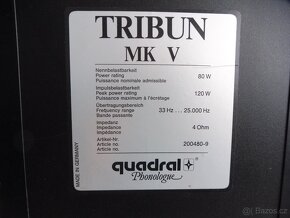 TRIBUN
MK V
Nennbelastbarkeit
Power rating 80 W
Puissance nominale admissible
Impulsbelastbarkeit
Peak power rating 120 W
Puissance maximum à l'écrétage
Übertragungsbereich
Frequency range 33 Hz . . . 25.000 Hz
Bande passante
Impedanz
Impedance 4 Ohm
Impédance
Artikel-Nr.
Article no. 200480-9
Article no.
MADE IN GERMANY
quadral
Phonologue
bazos.cz